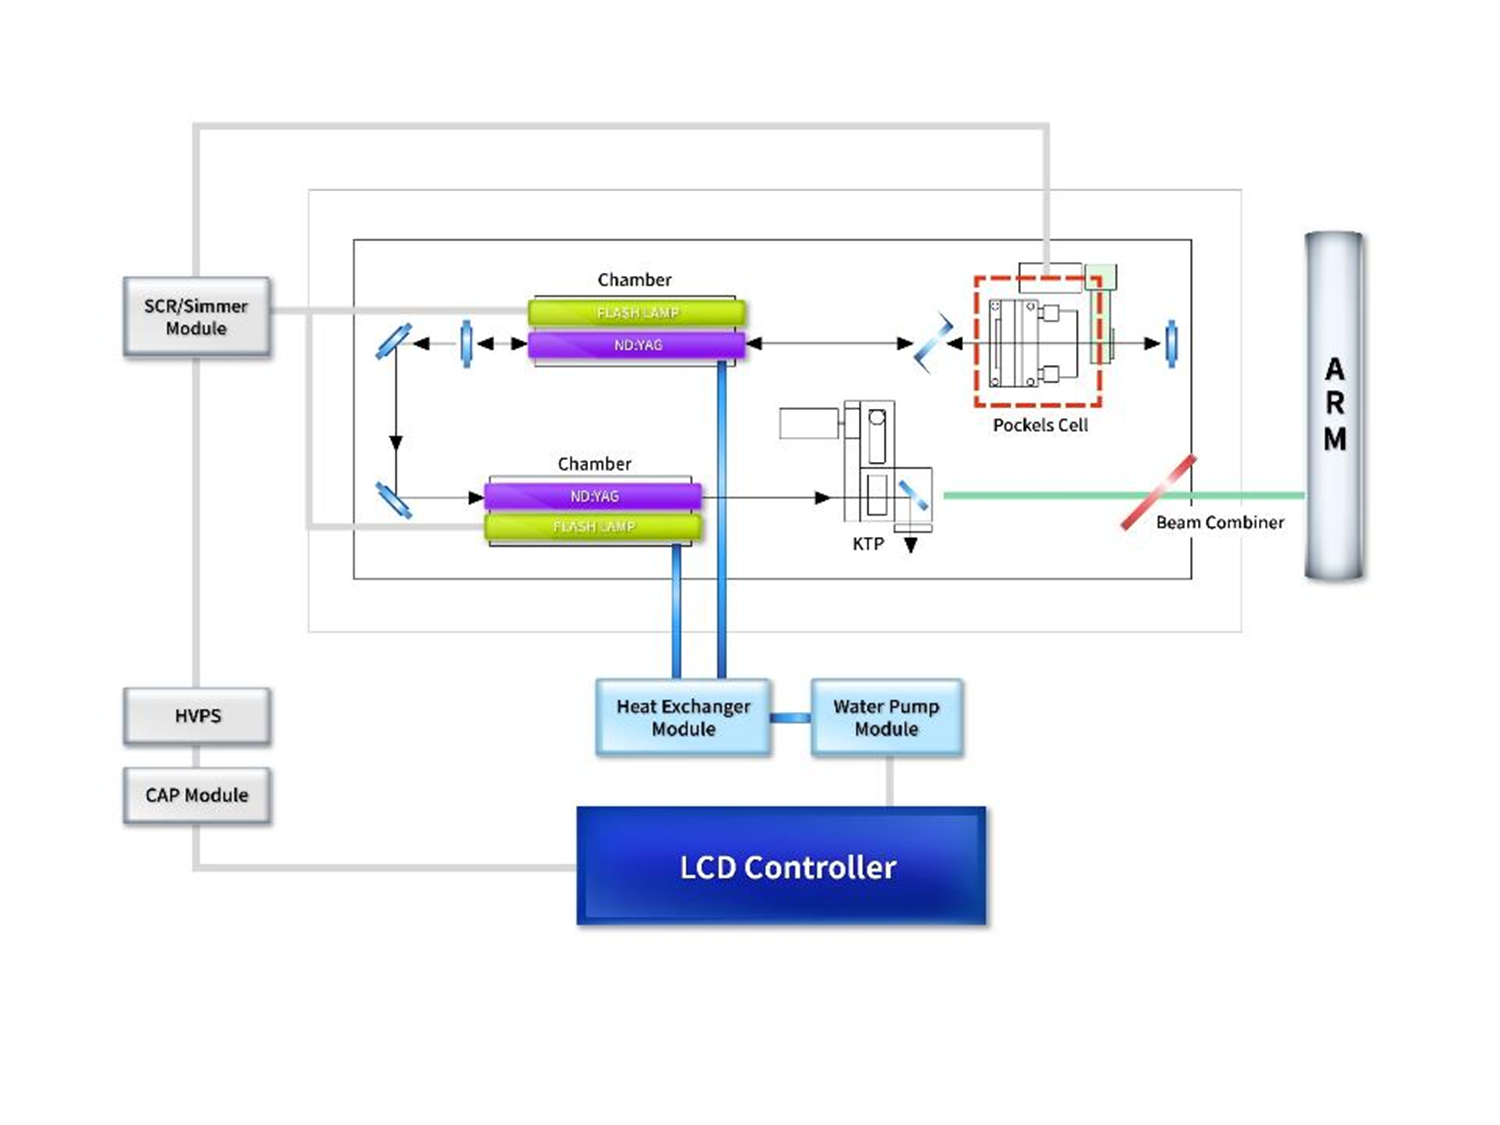 Chamber
FLASH LAMP
ND:YAG
SCR/Simmer
Module
Pockels Cell
A
R
M
Chamber
ND:YAG
FLASH LAMP
KTP
Beam Combiner
HVPS
CAP Module
Heat Exchanger
Module
Water Pump
Module
LCD Controller